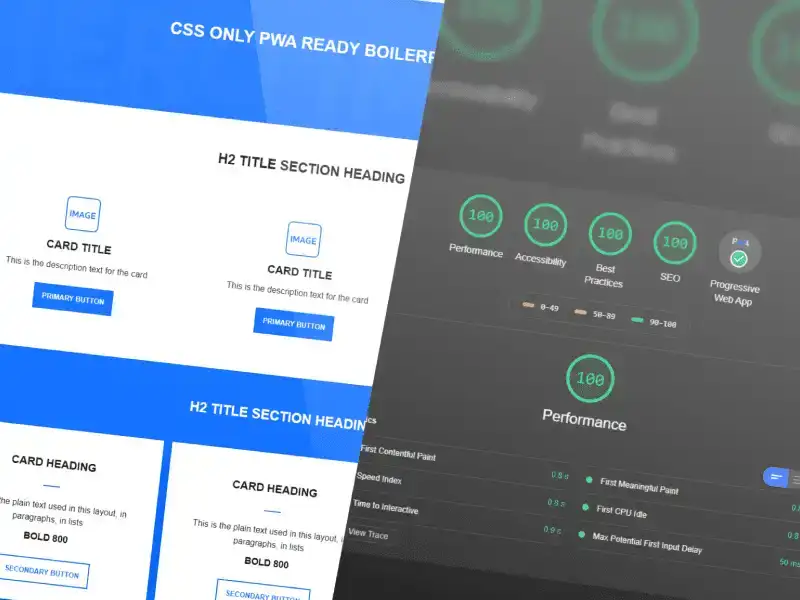 CSS ONLY PWA READY
H2 TITLE SECTION HEADING
IMAGE
CARD TITLE
This is the description text for the card
PRIMARY BUTTON
IMAGE
CARD TITLE
This is the description text for the card
PRIMARY BUTTON
H2 TITLE SECTION HEADIN
CARD HEADING
the plain text used in this layout, in
paragraphs, in lists
BOLD 800
SECONDARY BUTTON
CARD HEADING
This is the plain text used in this layout,
paragraphs, in lists
BOLD 800
SECONDARY BUTTON
100
100
Best
Practices
100
Performance
100
Accessibility
100
Best
Practices
100
SEO
Progressive
Web App
0-49
50-89
90-100
100
Performance
First Contentful Paint
0.8 s
First Meaningful Paint
Speed Index
0.8 s
First CPU Idle
Time to Interactive
0.9 s
Max Potential First Input Delay
50 ms
View Trace